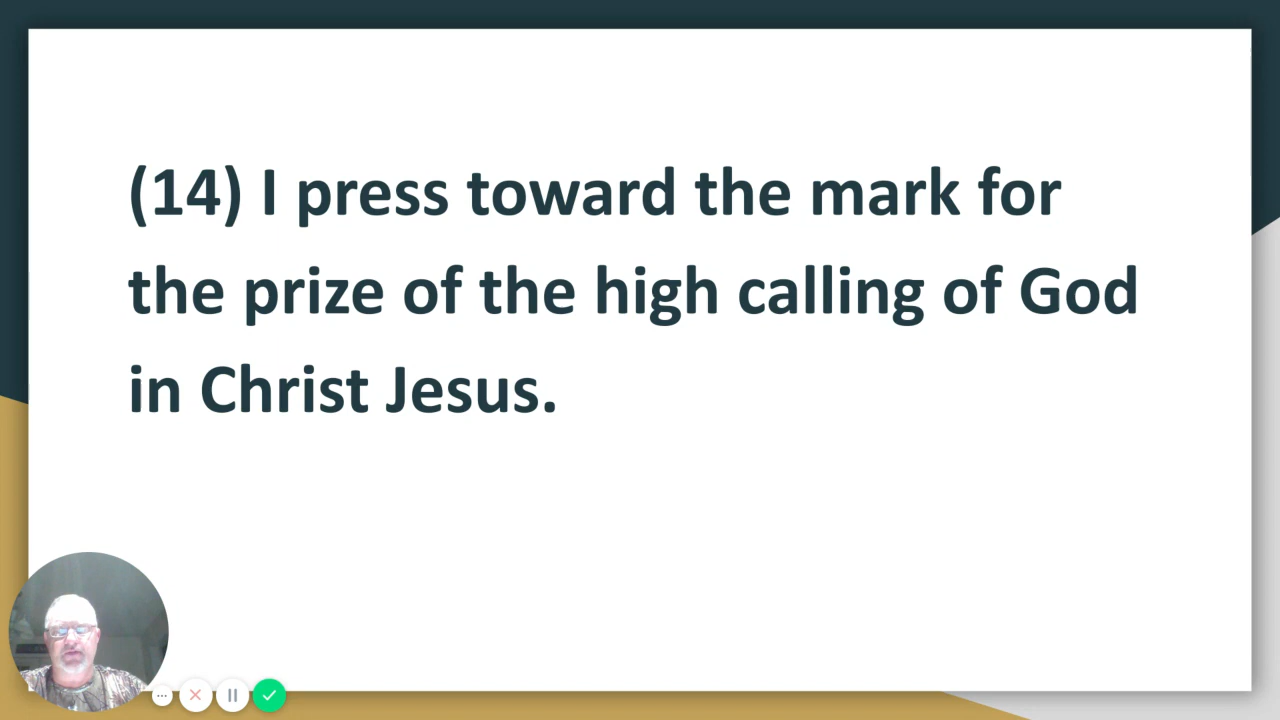 (14) I press toward the mark for
the prize of the high calling of God
in Christ Jesus.